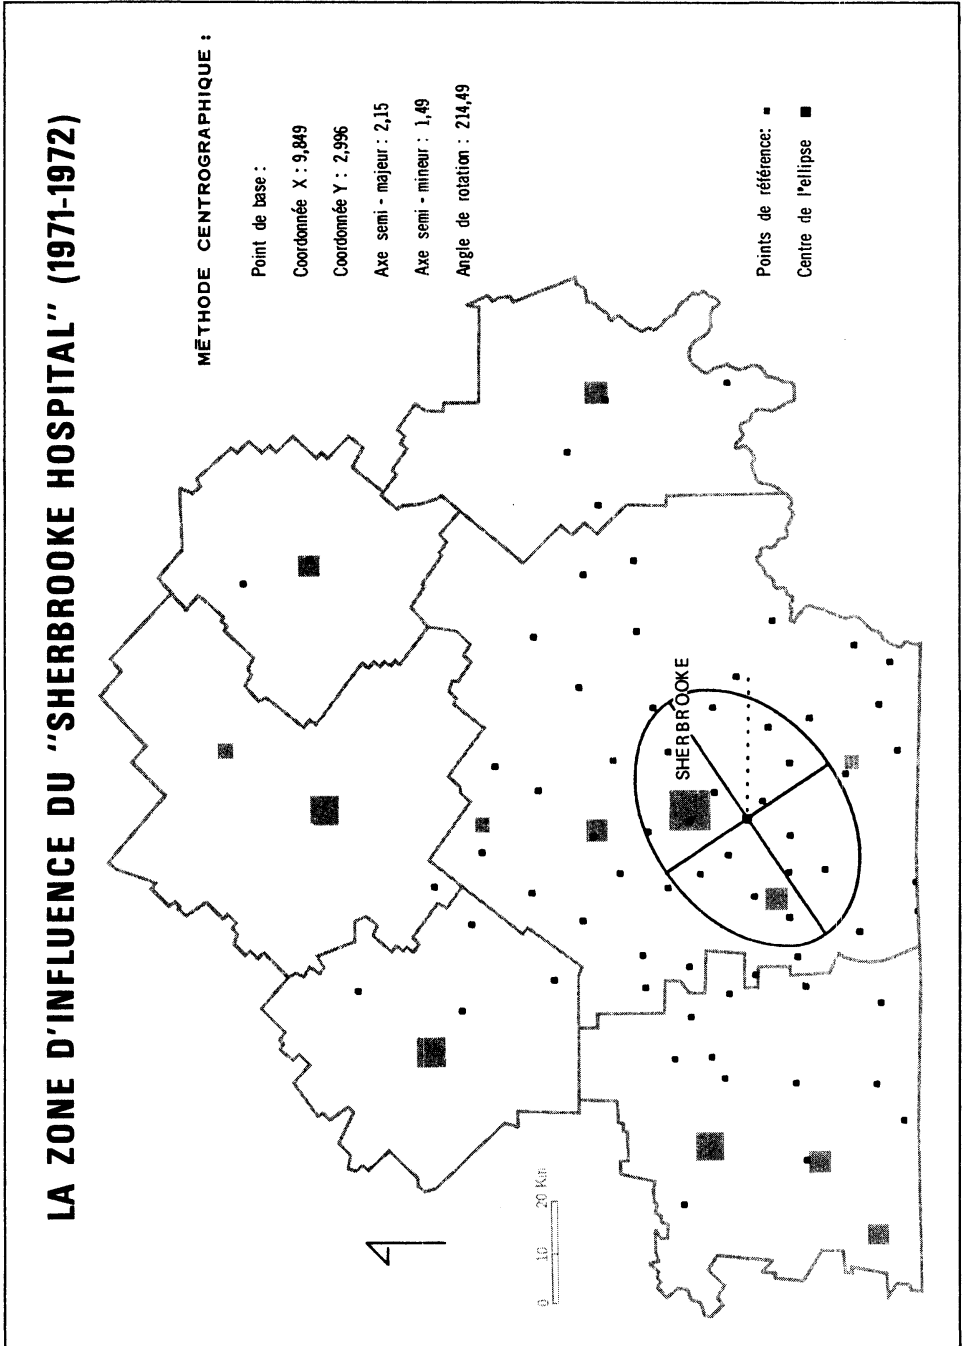 LA ZONE D'INFLUENCE DU "SHERBROOKE HOSPITAL" (1971-1972)
MÉTHODE CENTROGRAPHIQUE :
Point de base :
Coordonnée X : 9,849
Coordonnée Y : 2,996
Axe semi - majeur : 2,15
Axe semi - mineur : 1,49
Angle de rotation : 214,49
Points de référence:
Centre de l'ellipse
SHERBROOKE
0 10 20 Km